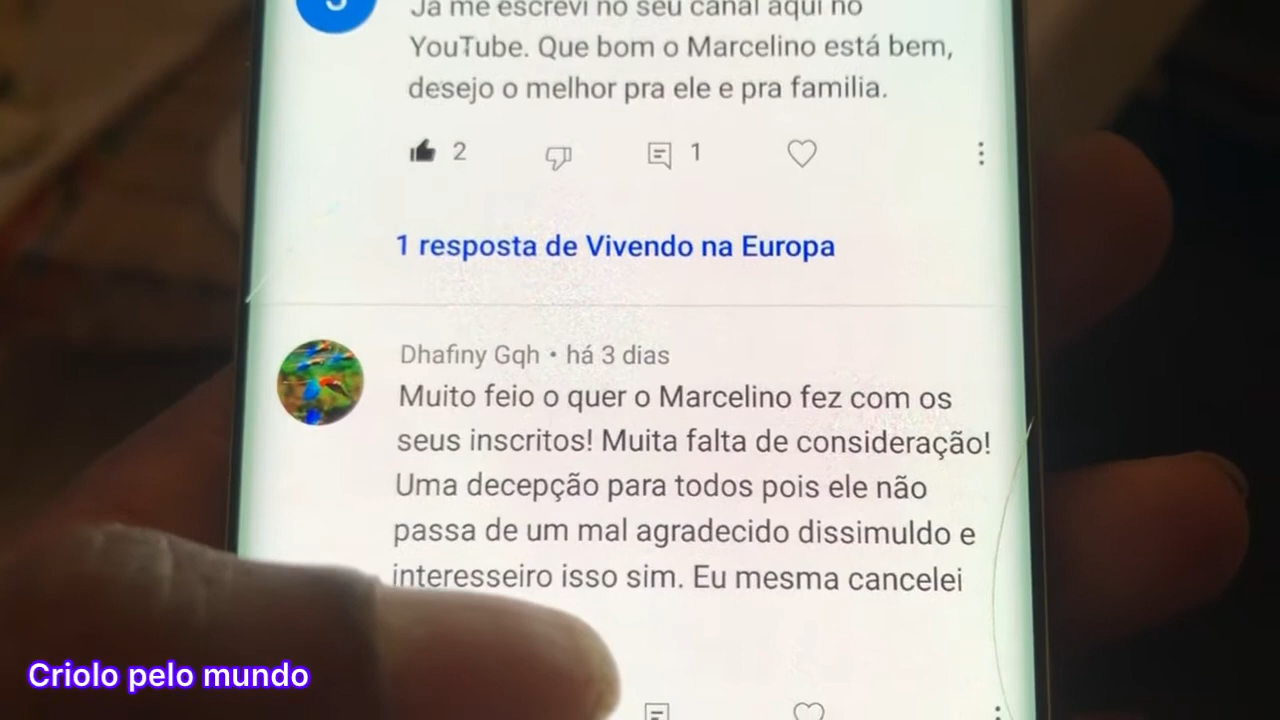 Já me escrevi no seu canal aqui no
YouTube. Que bom o Marcelino está bem,
desejo o melhor pra ele e pra familia.
2
1
1 resposta de Vivendo na Europa
Dhafiny Gqh • há 3 dias
Muito feio o quer o Marcelino fez com os
seus inscritos! Muita falta de consideração!
Uma decepção para todos pois ele não
passa de um mal agradecido dissimuldo e
interesseiro isso sim. Eu mesma cancelei
Criolo pelo mundo